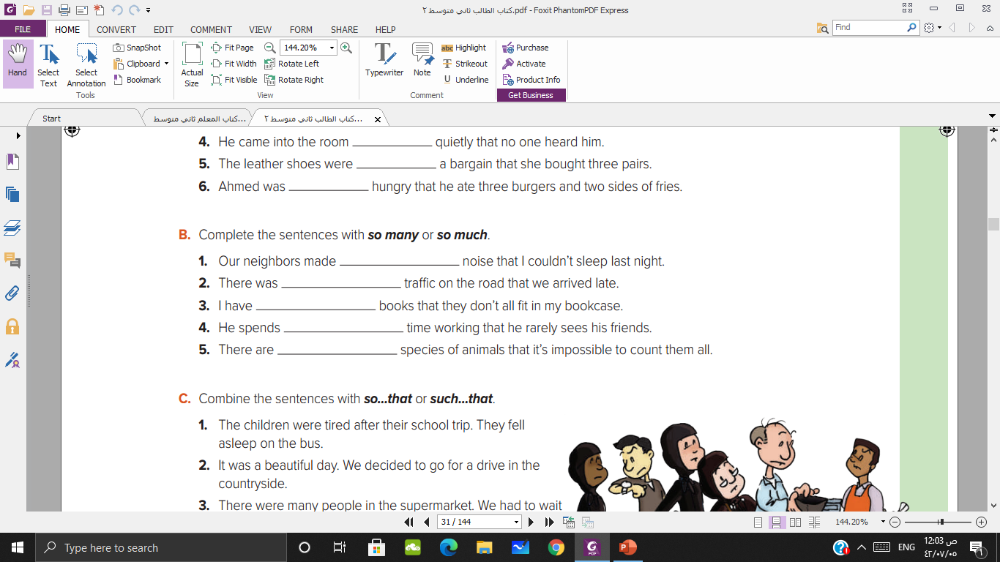 كتاب الطالب ثاني متوسط ٢.pdf - Foxit PhantomPDF Express
FILE HOME CONVERT EDIT COMMENT VIEW FORM SHARE HELP
Find
Hand
Select Text
Select Annotation
SnapShot
Clipboard
Bookmark
Tools
Actual Size
Fit Page
Fit Width
Fit Visible
144.20%
Rotate Left
Rotate Right
View
Typewriter
Note
Highlight
Strikeout
Underline
Comment
Purchase
Activate
Product Info
Get Business
Start
كتاب المعلم ثاني متوسط...
كتاب الطالب ثاني متوسط ٢...
4. He came into the room ___________ quietly that no one heard him.
5. The leather shoes were ___________ a bargain that she bought three pairs.
6. Ahmed was ___________ hungry that he ate three burgers and two sides of fries.
B. Complete the sentences with so many or so much.
1. Our neighbors made ________________ noise that I couldn't sleep last night.
2. There was ________________ traffic on the road that we arrived late.
3. I have ________________ books that they don't all fit in my bookcase.
4. He spends ________________ time working that he rarely sees his friends.
5. There are ________________ species of animals that it's impossible to count them all.
C. Combine the sentences with so...that or such...that.
1. The children were tired after their school trip. They fell
asleep on the bus.
2. It was a beautiful day. We decided to go for a drive in the
countryside.
3. There were many people in the supermarket. We had to wait
31 / 144
144.20%
Type here to search
ENG
12:03 ص
٤٢/٠٧/٠٥